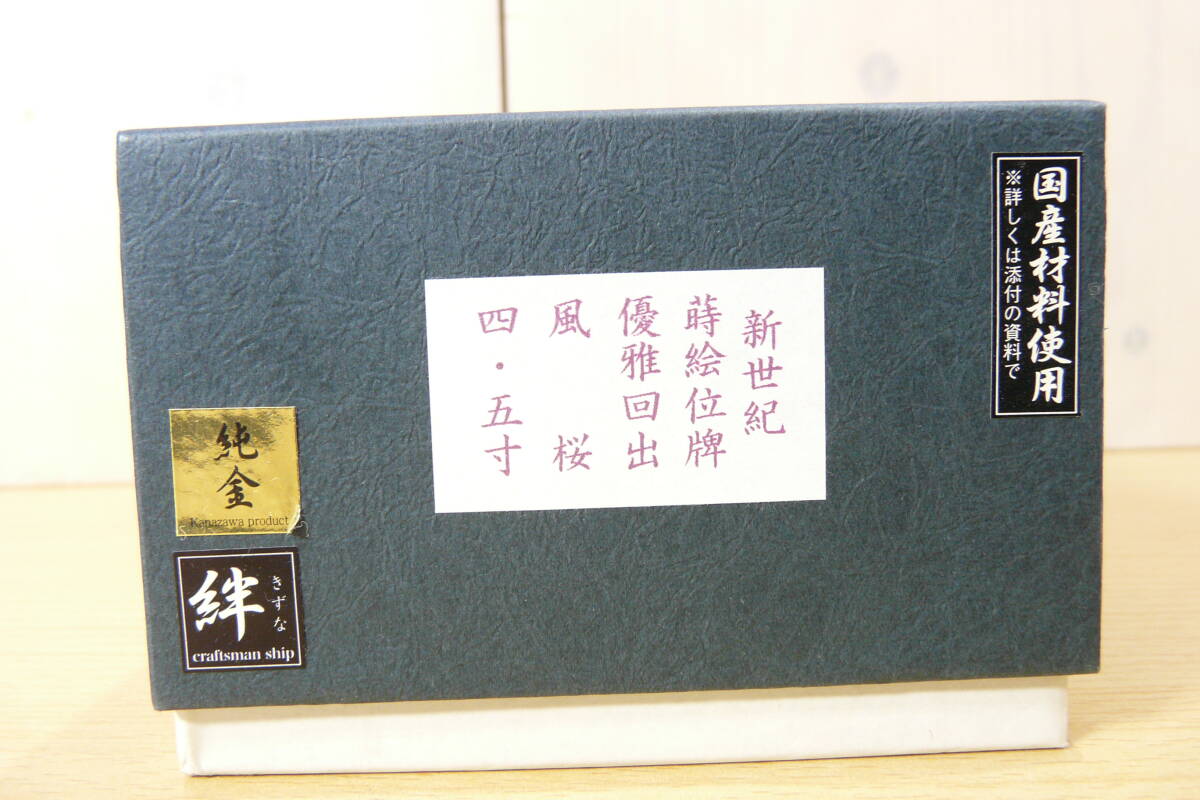 国産材料使用
※詳しくは添付の資料で
新世紀
蒔絵位牌
優雅回出
風 桜
四・五寸
純金
Kanazawa product
絆
きずな
craftsman ship